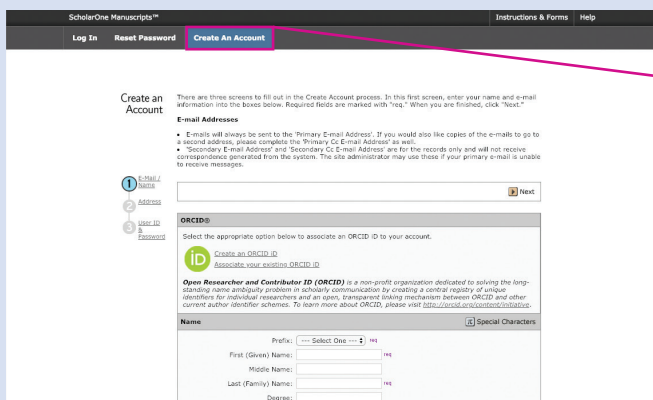 ScholarOne Manuscripts™ Instructions & Forms Help
Log In Reset Password Create An Account
Create an
Account
There are three screens to fill out in the Create Account process. In this first screen, enter your name and e-mail
information into the boxes below. Required fields are marked with "req." When you are finished, click "Next."
E-mail Addresses
• E-mails will always be sent to the 'Primary E-mail Address'. If you would also like copies of the e-mails to go to
a second address, please complete the 'Primary Cc E-mail Address' as well.
• 'Secondary E-mail Address' and 'Secondary Cc E-mail Address' are for the records only and will not receive
correspondence generated from the system. The site administrator may use these if your primary e-mail is unable
to receive messages.
1 E-Mail /
Name
2 Address
3 User ID
&
Password
Next
ORCID®
Select the appropriate option below to associate an ORCID iD to your account.
iD
Create an ORCID iD
Associate your existing ORCID iD
Open Researcher and Contributor ID (ORCID) is a non-profit organization dedicated to solving the long-
standing name ambiguity problem in scholarly communication by creating a central registry of unique
identifiers for individual researchers and an open, transparent linking mechanism between ORCID and other
current author identifier schemes. To learn more about ORCID, please visit http://orcid.org/content/initiative.
Name Special Characters
Prefix: --- Select One --- req
First (Given) Name: req
Middle Name:
Last (Family) Name: req
Degree: